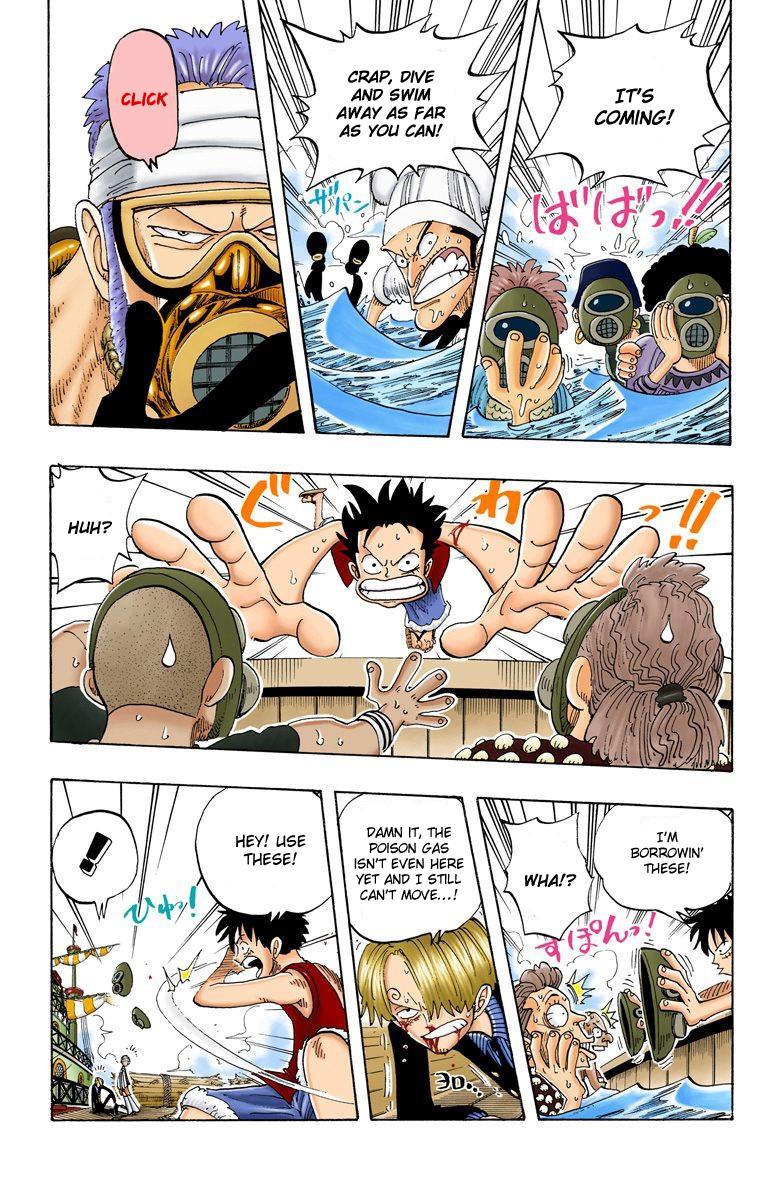 IT'S
COMING!
ばばっ!!
CRAP, DIVE
AND SWIM
AWAY AS FAR
AS YOU CAN!
ザパン
CLICK
ぐわっ!!
HUH?
I'M
BORROWIN'
THESE!
WHA!?
すぽんっ!
DAMN IT, THE
POISON GAS
ISN'T EVEN HERE
YET AND I STILL
CAN'T MOVE...!
HEY! USE
THESE!
ひゅっ!
!